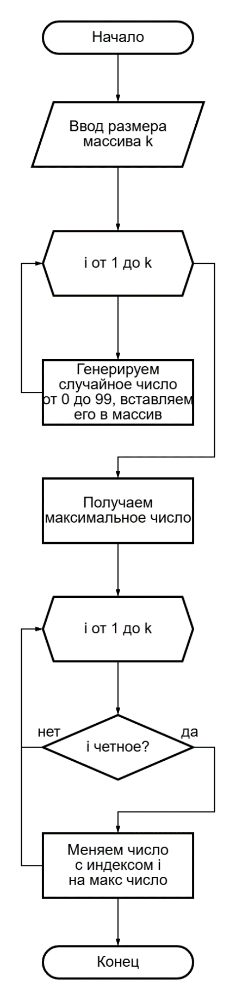 Начало
Ввод размера
массива k
i от 1 до k
Генерируем
случайное число
от 0 до 99, вставляем
его в массив
Получаем
максимальное число
i от 1 до k
нет
да
i четное?
Меняем число
с индексом i
на макс число
Конец